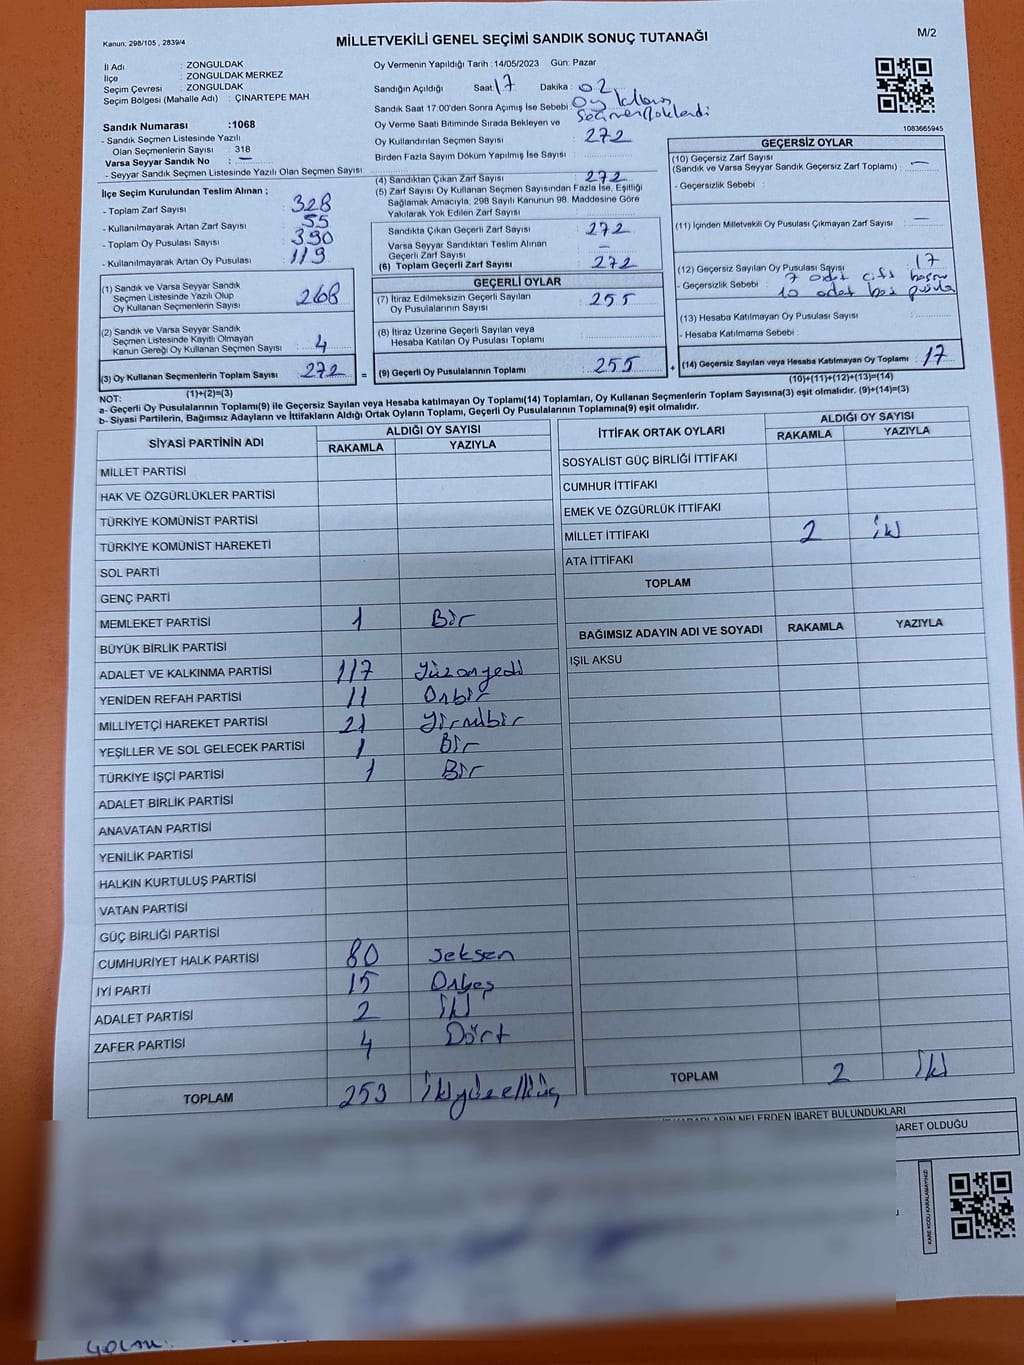 Kanun: 298/105 , 2839/4
MİLLETVEKİLİ GENEL SEÇİMİ SANDIK SONUÇ TUTANAĞI
M/2
İl Adı : ZONGULDAK
İlçe : ZONGULDAK MERKEZ
Seçim Çevresi : ZONGULDAK
Seçim Bölgesi (Mahalle Adı) : ÇINARTEPE MAH.
Sandık Numarası :1068
- Sandık Seçmen Listesinde Yazılı
Olan Seçmenlerin Sayısı : 318
Varsa Seyyar Sandık No : —
- Seyyar Sandık Seçmen Listesinde Yazılı Olan Seçmen Sayısı:
Oy Vermenin Yapıldığı Tarih :14/05/2023 Gün: Pazar
Sandığın Açıldığı Saat: 17 Dakika : 02
Sandık Saat 17:00'den Sonra Açımış İse Sebebi: Oy kullanan
Seçmen Beklendi
Oy Verme Saati Bitiminde Sırada Bekleyen ve
Oy Kullandırılan Seçmen Sayısı 272
Birden Fazla Sayım Döküm Yapılmış İse Sayısı :
1083665945
İlçe Seçim Kurulundan Teslim Alınan ;
- Toplam Zarf Sayısı 328
- Kullanılmayarak Artan Zarf Sayısı 55
- Toplam Oy Pusulası Sayısı 390
- Kullanılmayarak Artan Oy Pusulası 119
(4) Sandıktan Çıkan Zarf Sayısı 272
(5) Zarf Sayısı Oy Kullanan Seçmen Sayısından Fazla İse, Eşitliği
Sağlamak Amacıyla; 298 Sayılı Kanunun 98. Maddesine Göre
Yakılarak Yok Edilen Zarf Sayısı :
Sandıkta Çıkan Geçerli Zarf Sayısı 272
Varsa Seyyar Sandıktan Teslim Alınan
Geçerli Zarf Sayısı —
(6) Toplam Geçerli Zarf Sayısı 272
(1) Sandık ve Varsa Seyyar Sandık
Seçmen Listesinde Yazılı Olup
Oy Kullanan Seçmenlerin Sayısı 268
(2) Sandık ve Varsa Seyyar Sandık
Seçmen Listesinde Kayıtlı Olmayan
Kanun Gereği Oy Kullanan Seçmen Sayısı : 4
(3) Oy Kullanan Seçmenlerin Toplam Sayısı 272 =
(1)+(2)=(3)
GEÇERLİ OYLAR
(7) İtiraz Edilmeksizin Geçerli Sayılan
Oy Pusulalarının Sayısı 255
(8) İtiraz Üzerine Geçerli Sayılan veya
Hesaba Katılan Oy Pusulası Toplamı
(9) Geçerli Oy Pusulalarının Toplamı 255 +
GEÇERSİZ OYLAR
(10) Geçersiz Zarf Sayısı
(Sandık ve Varsa Seyyar Sandık Geçersiz Zarf Toplamı) : —
- Geçersizlik Sebebi :
(11) İçinden Milletvekili Oy Pusulası Çıkmayan Zarf Sayısı —
(12) Geçersiz Sayılan Oy Pusulası Sayısı 17
- Geçersizlik Sebebi : 7 adet çift basım
10 adet boş pusula
(13) Hesaba Katılmayan Oy Pusulası Sayısı
- Hesaba Katılmama Sebebi :
(14) Geçersiz Sayılan veya Hesaba Katılmayan Oy Toplamı 17
(10)+(11)+(12)+(13)=(14)
NOT:
a- Geçerli Oy Pusulalarının Toplamı(9) ile Geçersiz Sayılan veya Hesaba katılmayan Oy Toplamı(14) Toplamları, Oy Kullanan Seçmenlerin Toplam Sayısına(3) eşit olmalıdır. (9)+(14)=(3)
b- Siyasi Partilerin, Bağımsız Adayların ve İttifakların Aldığı Ortak Oyların Toplamı, Geçerli Oy Pusulalarının Toplamına(9) eşit olmalıdır.
SİYASİ PARTİNİN ADI ALDIĞI OY SAYISI
RAKAMLA YAZIYLA
MİLLET PARTİSİ
HAK VE ÖZGÜRLÜKLER PARTİSİ
TÜRKİYE KOMÜNİST PARTİSİ
TÜRKİYE KOMÜNİST HAREKETİ
SOL PARTİ
GENÇ PARTİ
MEMLEKET PARTİSİ 1 Bir
BÜYÜK BİRLİK PARTİSİ
ADALET VE KALKINMA PARTİSİ 117 Yüzonyedi
YENİDEN REFAH PARTİSİ 11 Onbir
MİLLİYETÇİ HAREKET PARTİSİ 21 Yirmibir
YEŞİLLER VE SOL GELECEK PARTİSİ 1 Bir
TÜRKİYE İŞÇİ PARTİSİ 1 Bir
ADALET BİRLİK PARTİSİ
ANAVATAN PARTİSİ
YENİLİK PARTİSİ
HALKIN KURTULUŞ PARTİSİ
VATAN PARTİSİ
GÜÇ BİRLİĞİ PARTİSİ
CUMHURİYET HALK PARTİSİ 80 Seksen
İYİ PARTİ 15 Onbeş
ADALET PARTİSİ 2 İki
ZAFER PARTİSİ 4 Dört
TOPLAM 253 İkiyüzelliüç
İTTİFAK ORTAK OYLARI ALDIĞI OY SAYISI
RAKAMLA YAZIYLA
SOSYALİST GÜÇ BİRLİĞİ İTTİFAKI
CUMHUR İTTİFAKI
EMEK VE ÖZGÜRLÜK İTTİFAKI
MİLLET İTTİFAKI 2 İki
ATA İTTİFAKI
TOPLAM
BAĞIMSIZ ADAYIN ADI VE SOYADI RAKAMLA YAZIYLA
IŞIL AKSU
TOPLAM 2 İki
KARARLARIN NELERDEN İBARET BULUNDUKLARI
BARET OLDUĞU
KARE KODU KARALAMAYINIZ!